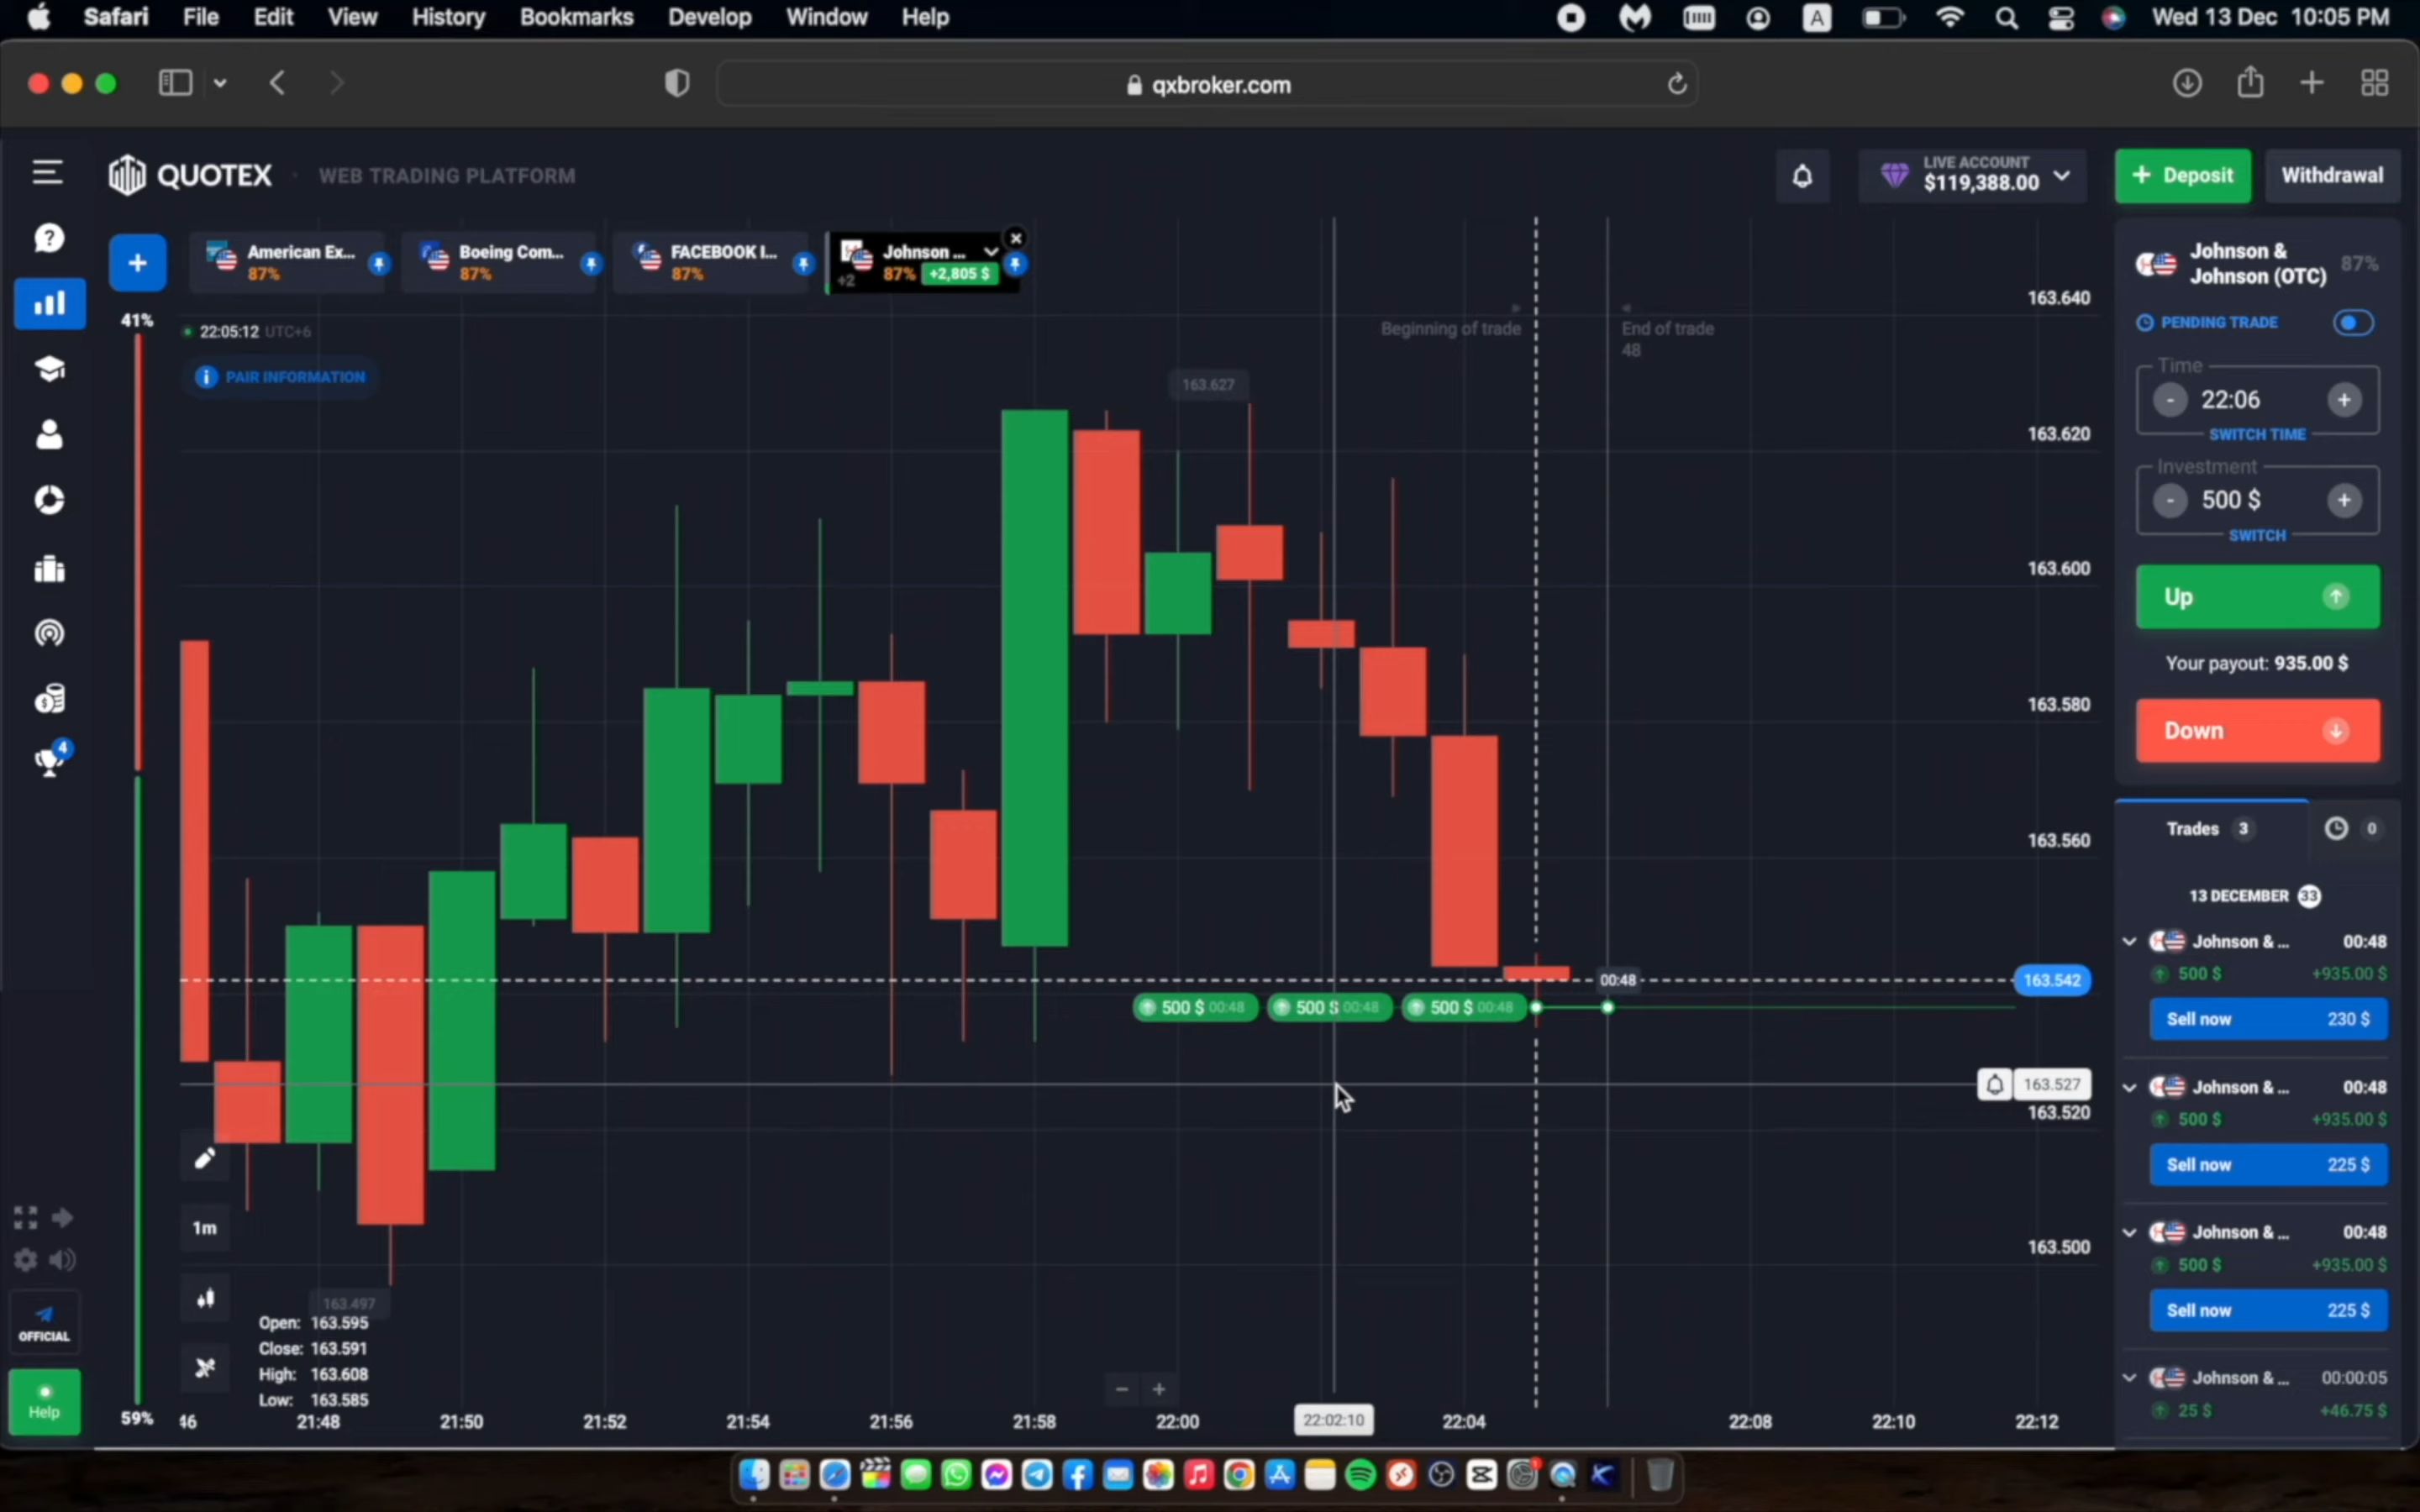 Safari File Edit View History Bookmarks Develop Window Help
A
Wed 13 Dec 10:05 PM
qxbroker.com
QUOTEX
WEB TRADING PLATFORM
LIVE ACCOUNT
$119,388.00
+ Deposit
Withdrawal
+
American Ex...
87%
Boeing Com...
87%
FACEBOOK I...
87%
Johnson ...
+2
87% +2,805 $
41%
22:05:12 UTC+6
PAIR INFORMATION
Beginning of trade
End of trade
48
163.627
163.640
163.620
163.600
163.580
163.560
163.542
163.527
163.520
163.500
00:48
500 $ 00:48
500 $ 00:48
500 $ 00:48
163.497
1m
Open: 163.595
Close: 163.591
High: 163.608
Low: 163.585
59%
46 21:48 21:50 21:52 21:54 21:56 21:58 22:00 22:02:10 22:04 22:08 22:10 22:12
4
OFFICIAL
Help
Johnson &
Johnson (OTC)
87%
PENDING TRADE
Time
- 22:06 +
SWITCH TIME
Investment
- 500 $ +
SWITCH
Up
Your payout: 935.00 $
Down
Trades 3
0
13 DECEMBER 33
Johnson & ... 00:48
500 $ +935.00 $
Sell now 230 $
Johnson & ... 00:48
500 $ +935.00 $
Sell now 225 $
Johnson & ... 00:48
500 $ +935.00 $
Sell now 225 $
Johnson & ... 00:00:05
25 $ +46.75 $